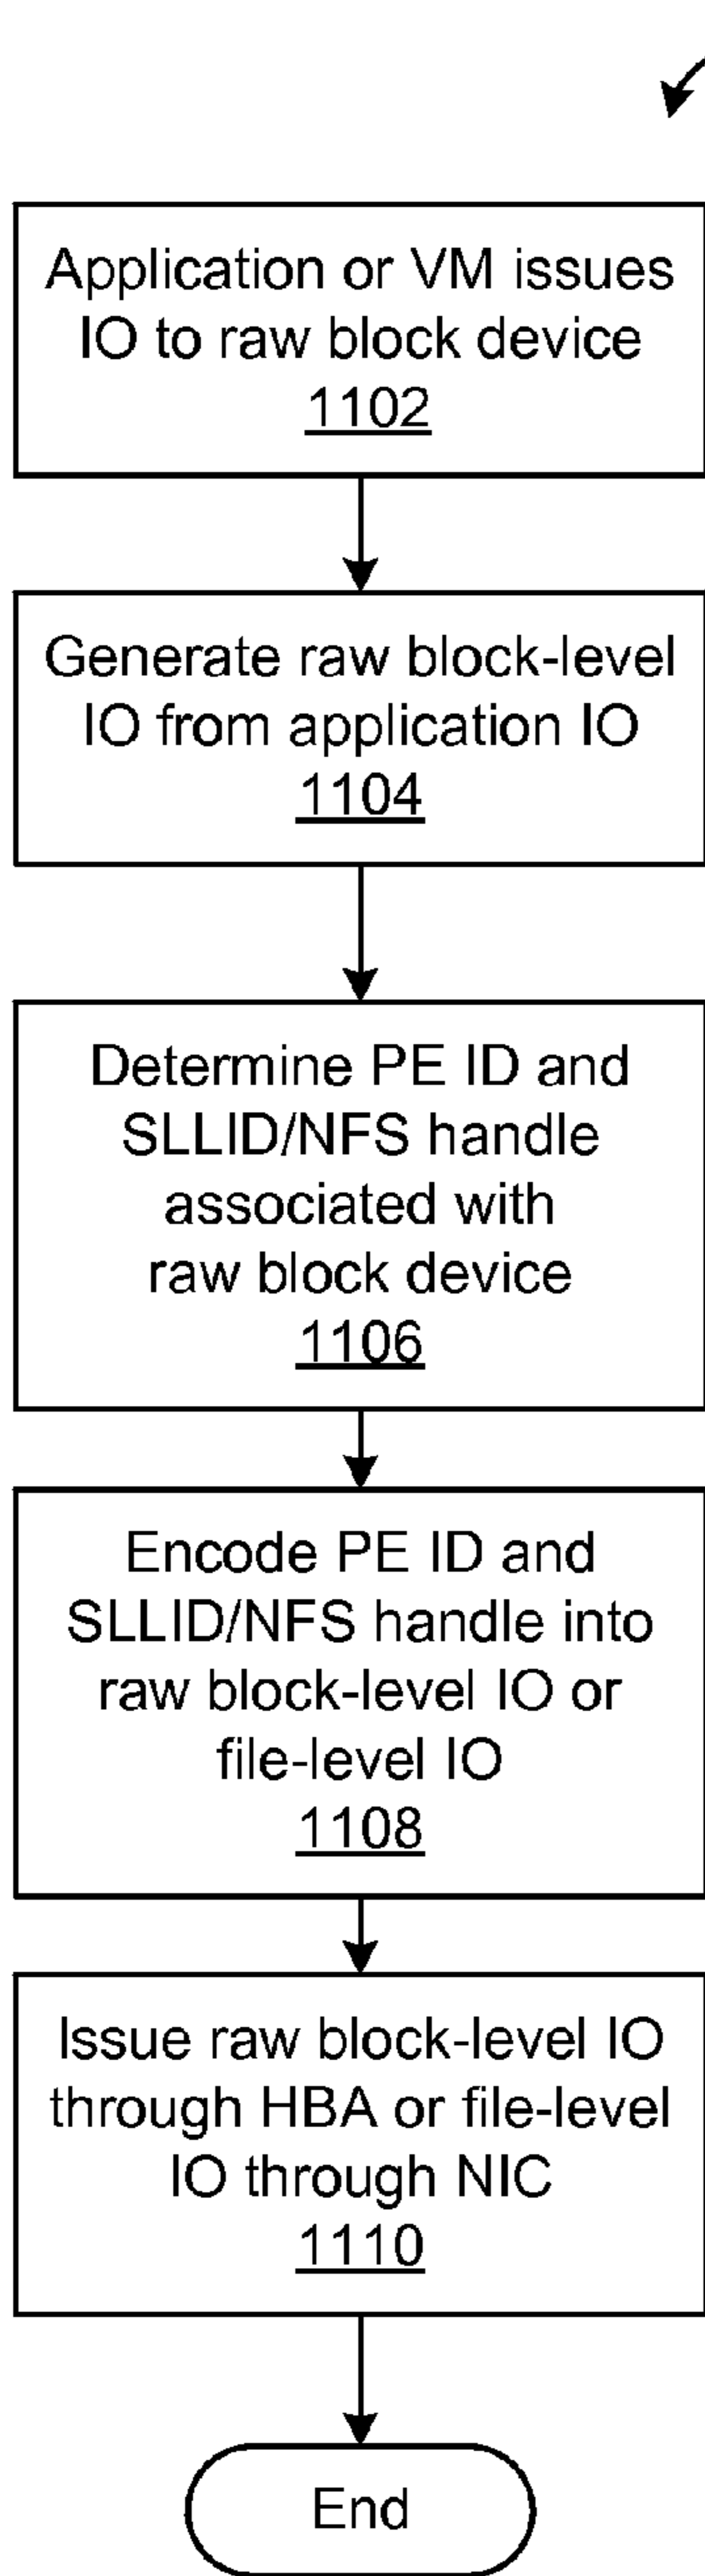 Application or VM issues
IO to raw block device
1102
Generate raw block-level
IO from application IO
1104
Determine PE ID and
SLLID/NFS handle
associated with
raw block device
1106
Encode PE ID and
SLLID/NFS handle into
raw block-level IO or
file-level IO
1108
Issue raw block-level IO
through HBA or file-level
IO through NIC
1110
End